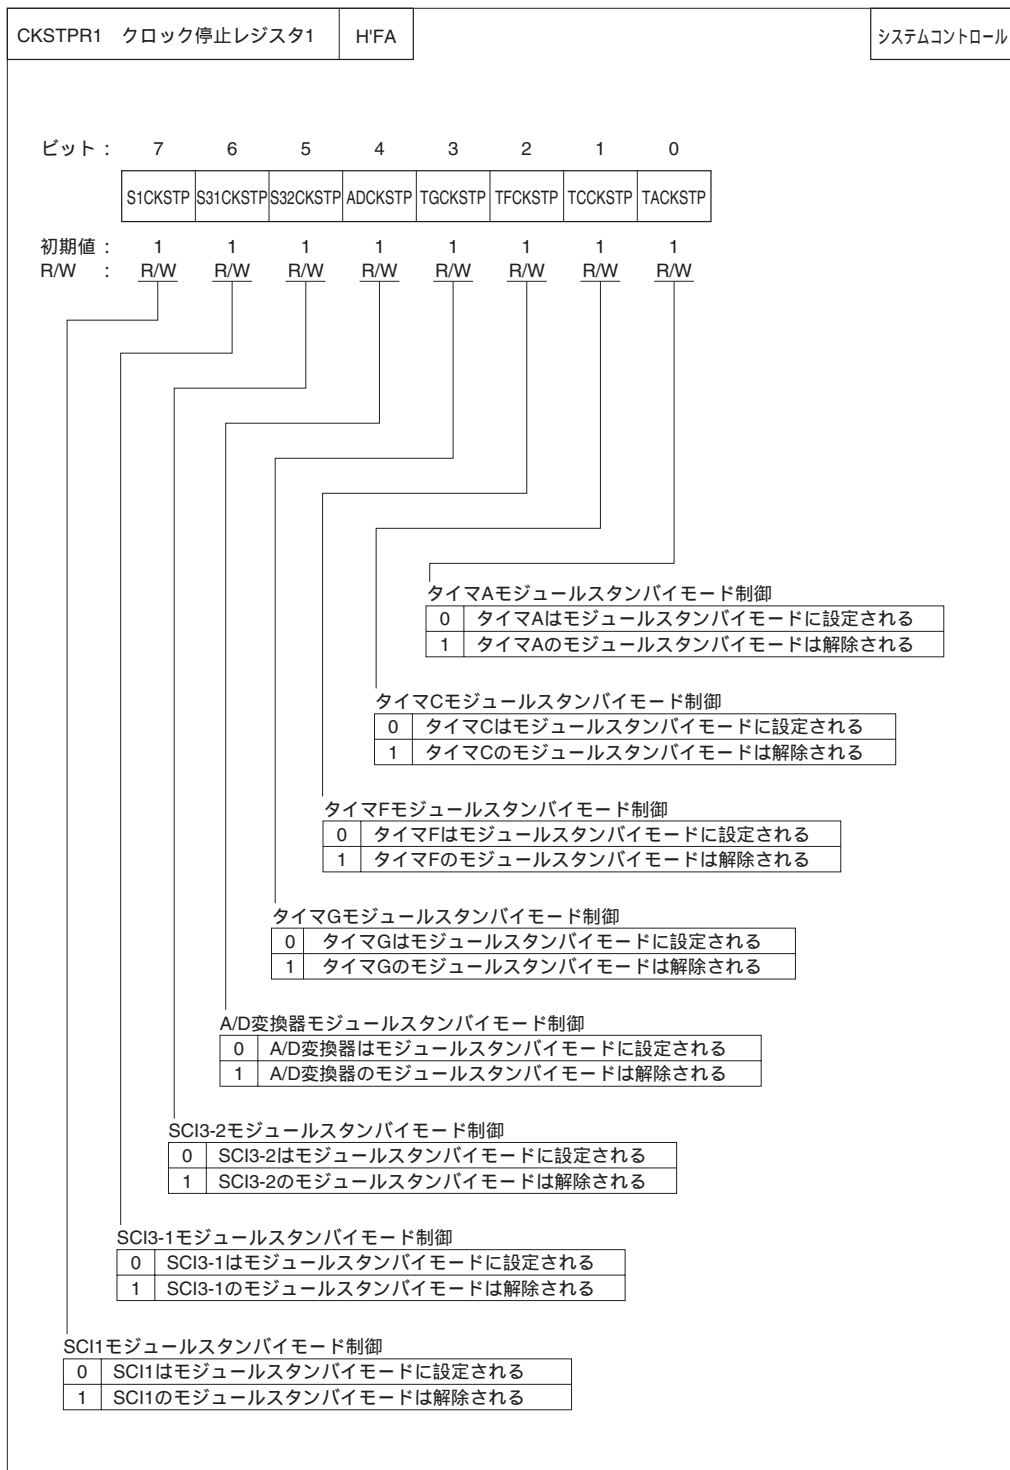 CKSTPR1 クロック停止レジスタ1 H'FA システムコントロール
ビット： 7 6 5 4 3 2 1 0
S1CKSTP S31CKSTP S32CKSTP ADCKSTP TGCKSTP TFCKSTP TCCKSTP TACKSTP
初期値： 1 1 1 1 1 1 1 1
R/W ： R/W R/W R/W R/W R/W R/W R/W R/W
タイマAモジュールスタンバイモード制御
0 タイマAはモジュールスタンバイモードに設定される
1 タイマAのモジュールスタンバイモードは解除される
タイマCモジュールスタンバイモード制御
0 タイマCはモジュールスタンバイモードに設定される
1 タイマCのモジュールスタンバイモードは解除される
タイマFモジュールスタンバイモード制御
0 タイマFはモジュールスタンバイモードに設定される
1 タイマFのモジュールスタンバイモードは解除される
タイマGモジュールスタンバイモード制御
0 タイマGはモジュールスタンバイモードに設定される
1 タイマGのモジュールスタンバイモードは解除される
A/D変換器モジュールスタンバイモード制御
0 A/D変換器はモジュールスタンバイモードに設定される
1 A/D変換器のモジュールスタンバイモードは解除される
SCI3-2モジュールスタンバイモード制御
0 SCI3-2はモジュールスタンバイモードに設定される
1 SCI3-2のモジュールスタンバイモードは解除される
SCI3-1モジュールスタンバイモード制御
0 SCI3-1はモジュールスタンバイモードに設定される
1 SCI3-1のモジュールスタンバイモードは解除される
SCI1モジュールスタンバイモード制御
0 SCI1はモジュールスタンバイモードに設定される
1 SCI1のモジュールスタンバイモードは解除される